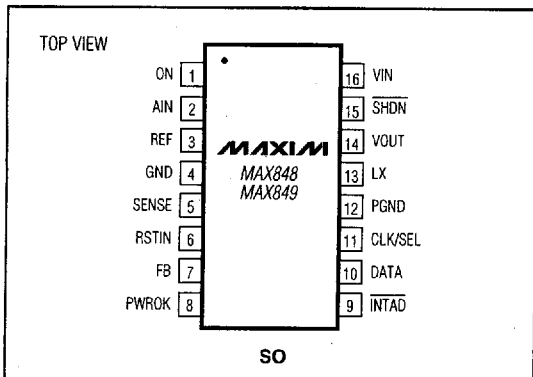 TOP VIEW
ON 1
AIN 2
REF 3
GND 4
SENSE 5
RSTIN 6
FB 7
PWROK 8
MAXIM
MAX848
MAX849
16 VIN
15 SHDN
14 VOUT
13 LX
12 PGND
11 CLK/SEL
10 DATA
9 INTAD
SO